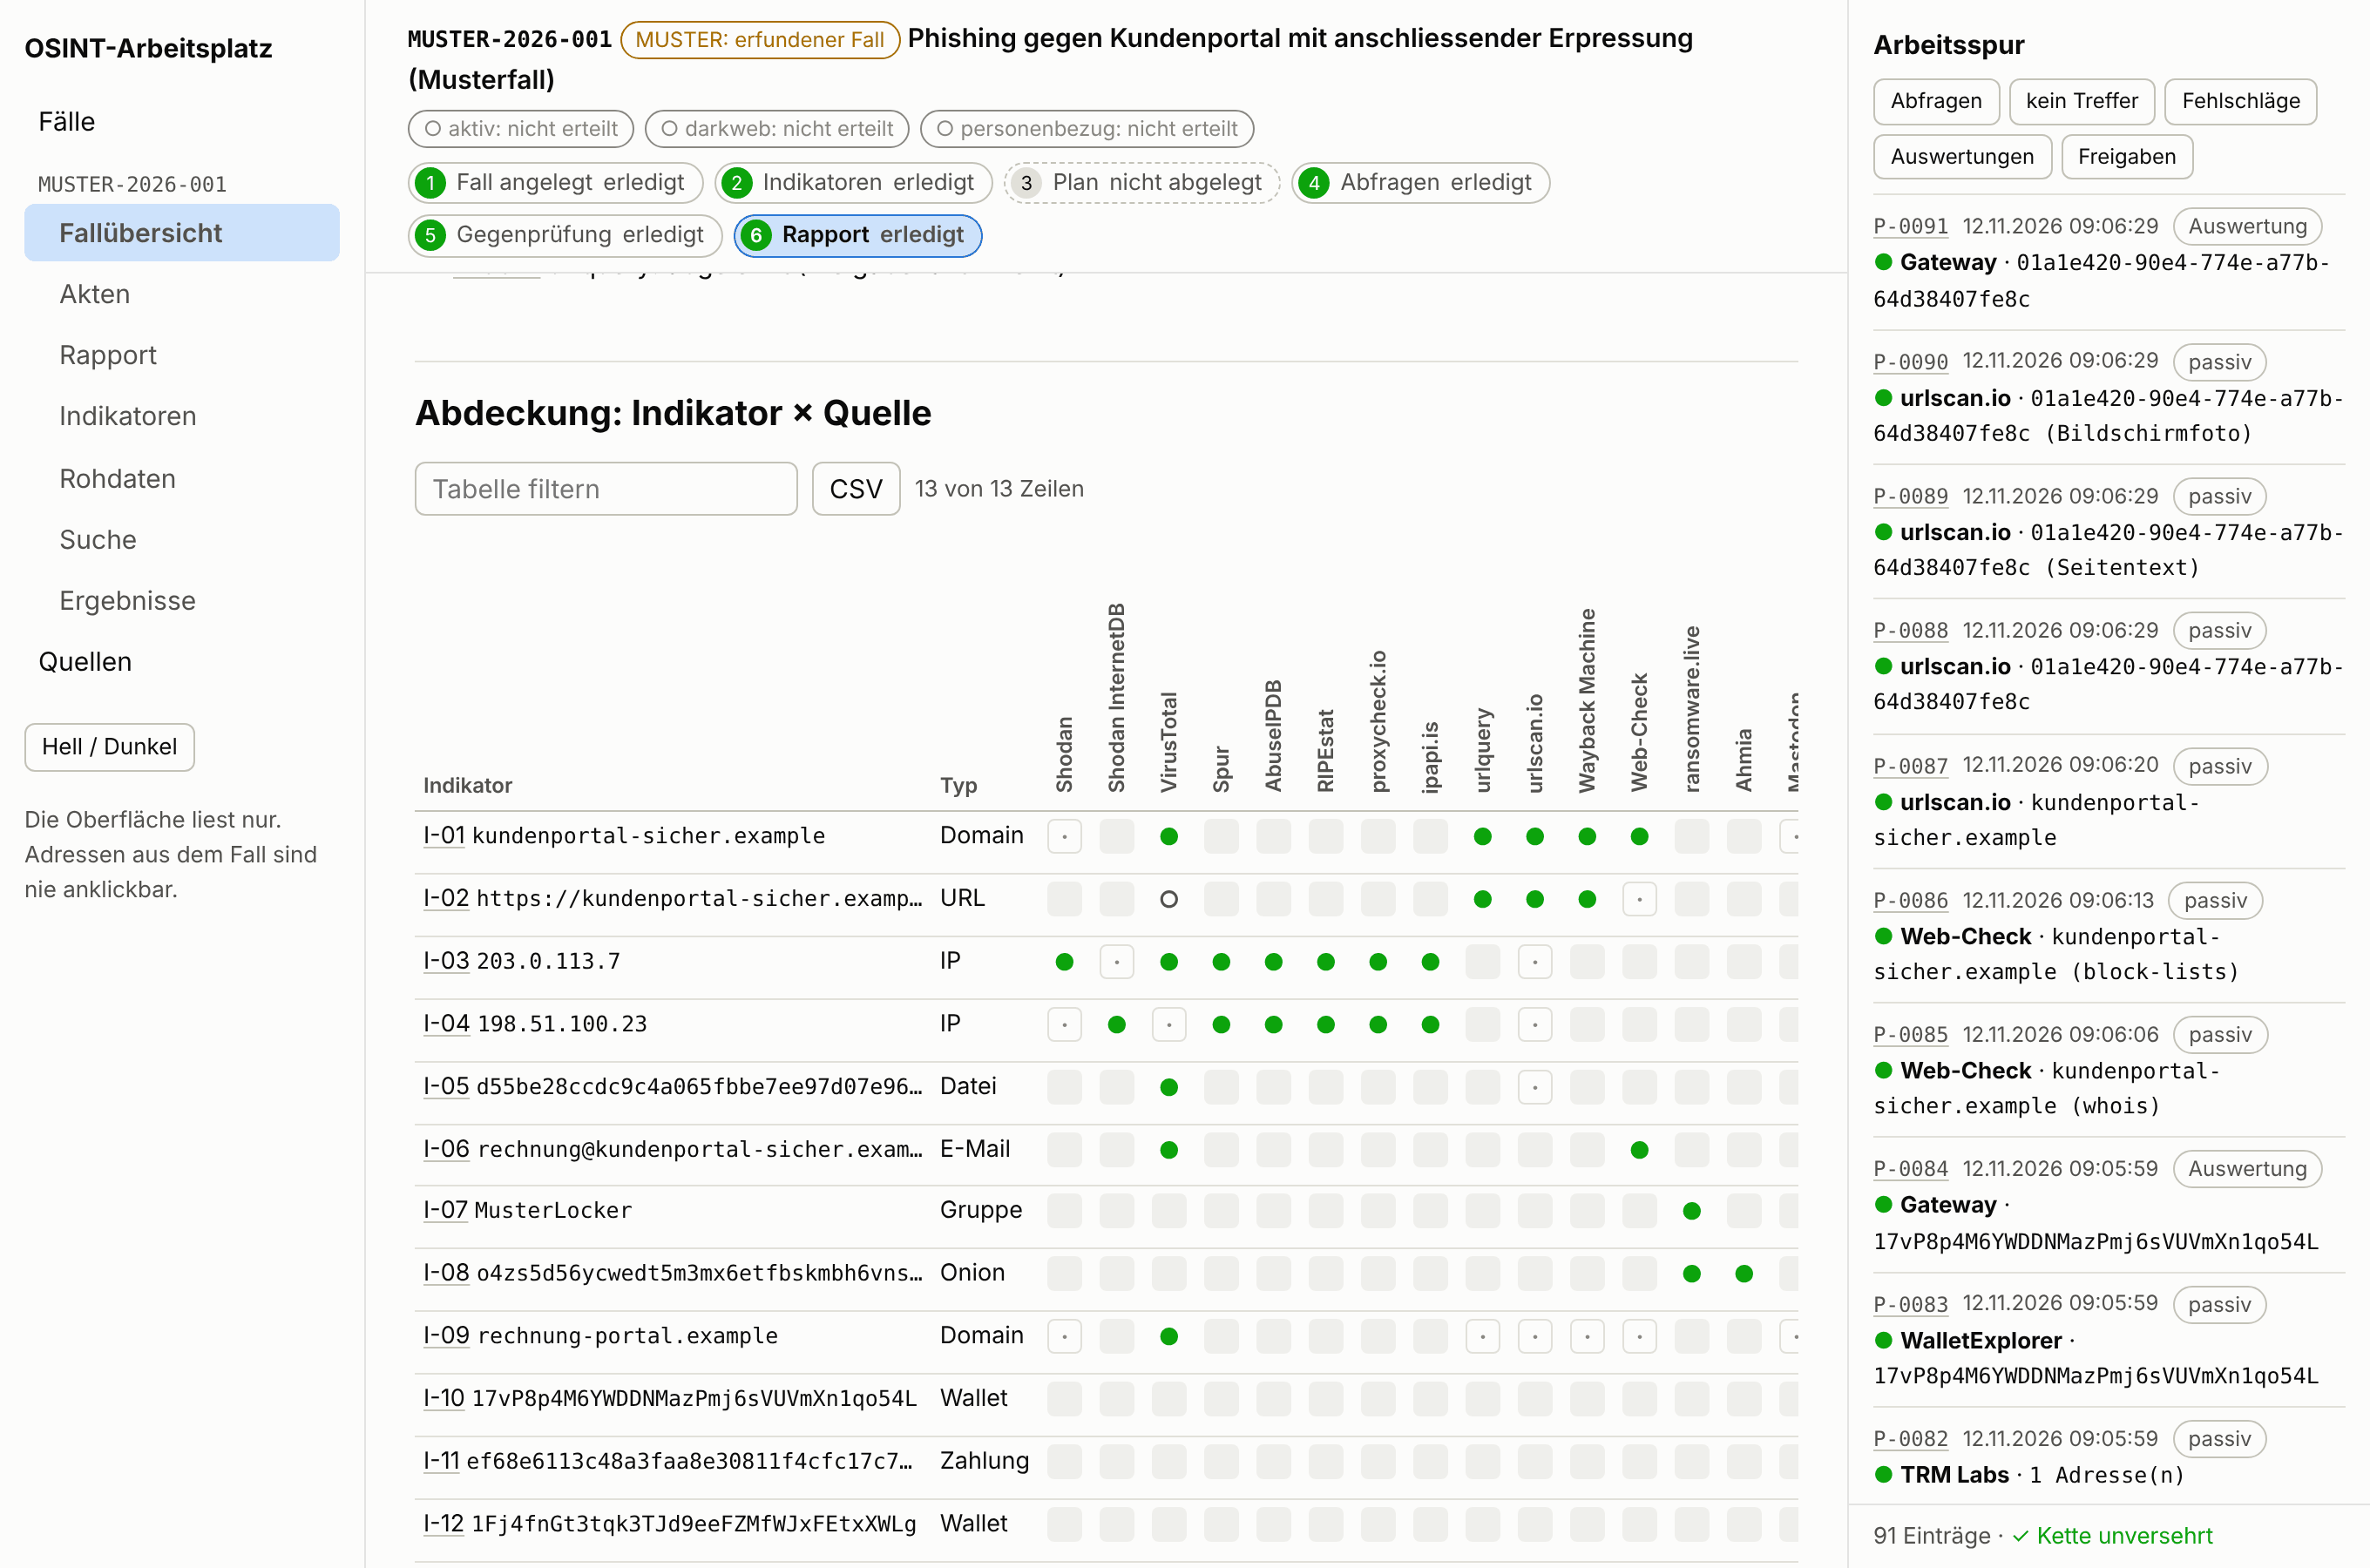 OSINT-Arbeitsplatz
Fälle
MUSTER-2026-001
Fallübersicht
Akten
Rapport
Indikatoren
Rohdaten
Suche
Ergebnisse
Quellen
Hell / Dunkel
Die Oberfläche liest nur.
Adressen aus dem Fall sind
nie anklickbar.
MUSTER-2026-001 MUSTER: erfundener Fall Phishing gegen Kundenportal mit anschliessender Erpressung
(Musterfall)
aktiv: nicht erteilt darkweb: nicht erteilt personenbezug: nicht erteilt
1 Fall angelegt erledigt 2 Indikatoren erledigt 3 Plan nicht abgelegt 4 Abfragen erledigt
5 Gegenprüfung erledigt 6 Rapport erledigt
Abdeckung: Indikator × Quelle
Tabelle filtern CSV 13 von 13 Zeilen
Indikator Typ Shodan Shodan InternetDB VirusTotal Spur AbuseIPDB RIPEstat proxycheck.io ipapi.is urlquery urlscan.io Wayback Machine Web-Check ransomware.live Ahmia Mastodon
I-01 kundenportal-sicher.example Domain
I-02 https://kundenportal-sicher.examp… URL
I-03 203.0.113.7 IP
I-04 198.51.100.23 IP
I-05 d55be28ccdc9c4a065fbbe7ee97d07e96… Datei
I-06 rechnung@kundenportal-sicher.exam… E-Mail
I-07 MusterLocker Gruppe
I-08 o4zs5d56ycwedt5m3mx6etfbskmbh6vns… Onion
I-09 rechnung-portal.example Domain
I-10 17vP8p4M6YWDDNMazPmj6sVUVmXn1qo54L Wallet
I-11 ef68e6113c48a3faa8e30811f4cfc17c7… Zahlung
I-12 1Fj4fnGt3tqk3TJd9eeFZMfWJxFEtxXWLg Wallet
Arbeitsspur
Abfragen kein Treffer Fehlschläge
Auswertungen Freigaben
P-0091 12.11.2026 09:06:29 Auswertung
Gateway · 01a1e420-90e4-774e-a77b-
64d38407fe8c
P-0090 12.11.2026 09:06:29 passiv
urlscan.io · 01a1e420-90e4-774e-a77b-
64d38407fe8c (Bildschirmfoto)
P-0089 12.11.2026 09:06:29 passiv
urlscan.io · 01a1e420-90e4-774e-a77b-
64d38407fe8c (Seitentext)
P-0088 12.11.2026 09:06:29 passiv
urlscan.io · 01a1e420-90e4-774e-a77b-
64d38407fe8c
P-0087 12.11.2026 09:06:20 passiv
urlscan.io · kundenportal-
sicher.example
P-0086 12.11.2026 09:06:13 passiv
Web-Check · kundenportal-
sicher.example (block-lists)
P-0085 12.11.2026 09:06:06 passiv
Web-Check · kundenportal-
sicher.example (whois)
P-0084 12.11.2026 09:05:59 Auswertung
Gateway ·
17vP8p4M6YWDDNMazPmj6sVUVmXn1qo54L
P-0083 12.11.2026 09:05:59 passiv
WalletExplorer ·
17vP8p4M6YWDDNMazPmj6sVUVmXn1qo54L
P-0082 12.11.2026 09:05:59 passiv
TRM Labs · 1 Adresse(n)
91 Einträge · ✓ Kette unversehrt